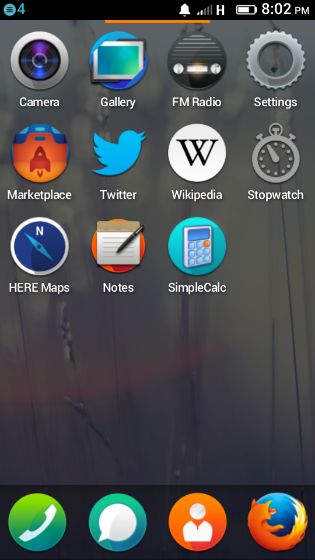 4 H 8:02 PM
Camera Gallery FM Radio Settings
Marketplace Twitter Wikipedia Stopwatch
N
HERE Maps Notes SimpleCalc